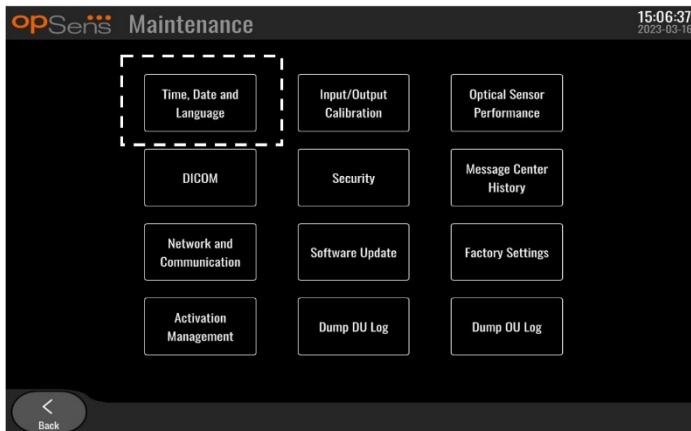 opSens Maintenance
15:06:37
2023-03-16
Time, Date and
Language
Input/Output
Calibration
Optical Sensor
Performance
DICOM
Security
Message Center
History
Network and
Communication
Software Update
Factory Settings
Activation
Management
Dump DU Log
Dump OU Log
Back